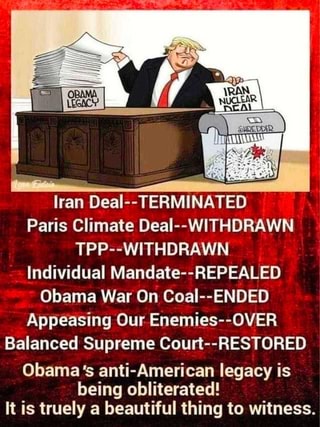 OBAMA
LEGACY
IRAN
NUCLEAR
DEAL
SHREDDER
Iran Deal--TERMINATED
Paris Climate Deal--WITHDRAWN
TPP--WITHDRAWN
Individual Mandate--REPEALED
Obama War On Coal--ENDED
Appeasing Our Enemies--OVER
Balanced Supreme Court--RESTORED
Obama's anti-American legacy is
being obliterated!
It is truely a beautiful thing to witness.